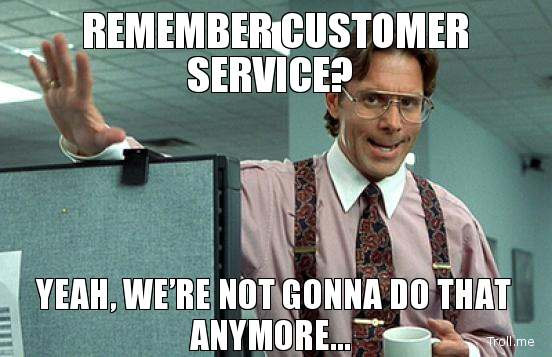 REMEMBER CUSTOMER
SERVICE?
YEAH, WE'RE NOT GONNA DO THAT
ANYMORE...
Troll.me